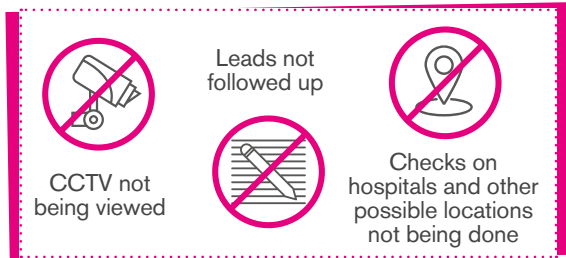 CCTV not
being viewed
Leads not
followed up
Checks on
hospitals and other
possible locations
not being done